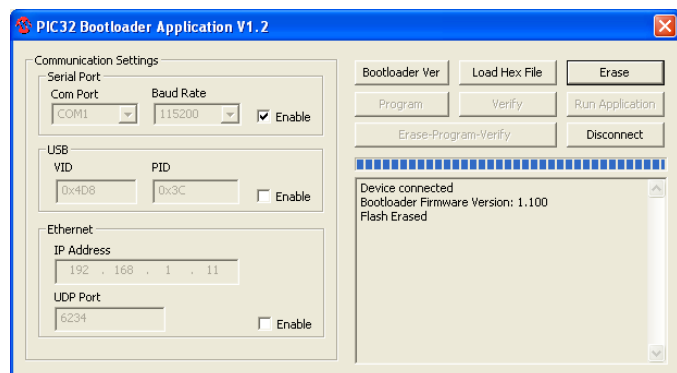 PIC32 Bootloader Application V1.2
Communication Settings
Serial Port
Com Port Baud Rate
COM1 115200 Enable
USB
VID PID
0x4D8 0x3C Enable
Ethernet
IP Address
192 . 168 . 1 . 11
UDP Port
6234 Enable
Bootloader Ver Load Hex File Erase
Program Verify Run Application
Erase-Program-Verify Disconnect
Device connected
Bootloader Firmware Version: 1.100
Flash Erased